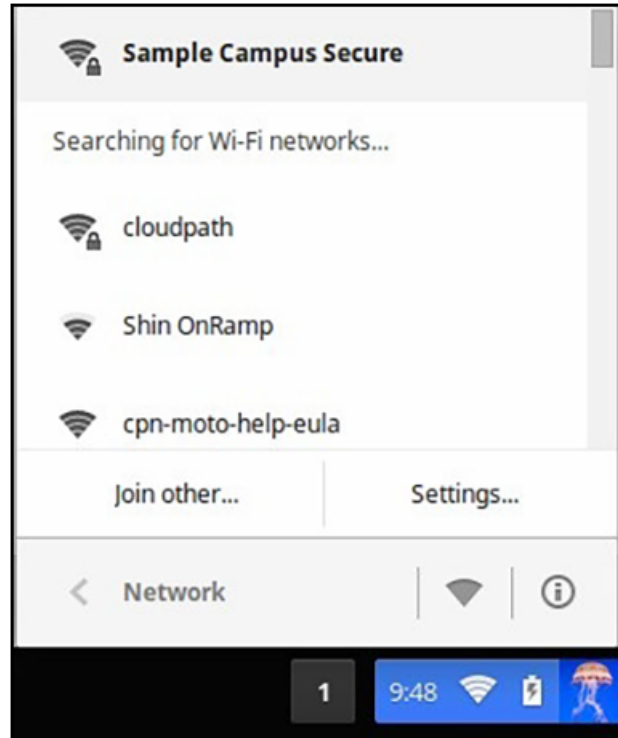 Sample Campus Secure
Searching for Wi-Fi networks...
cloudpath
Shin OnRamp
cpn-moto-help-eula
Join other... Settings...
Network
1 9:48